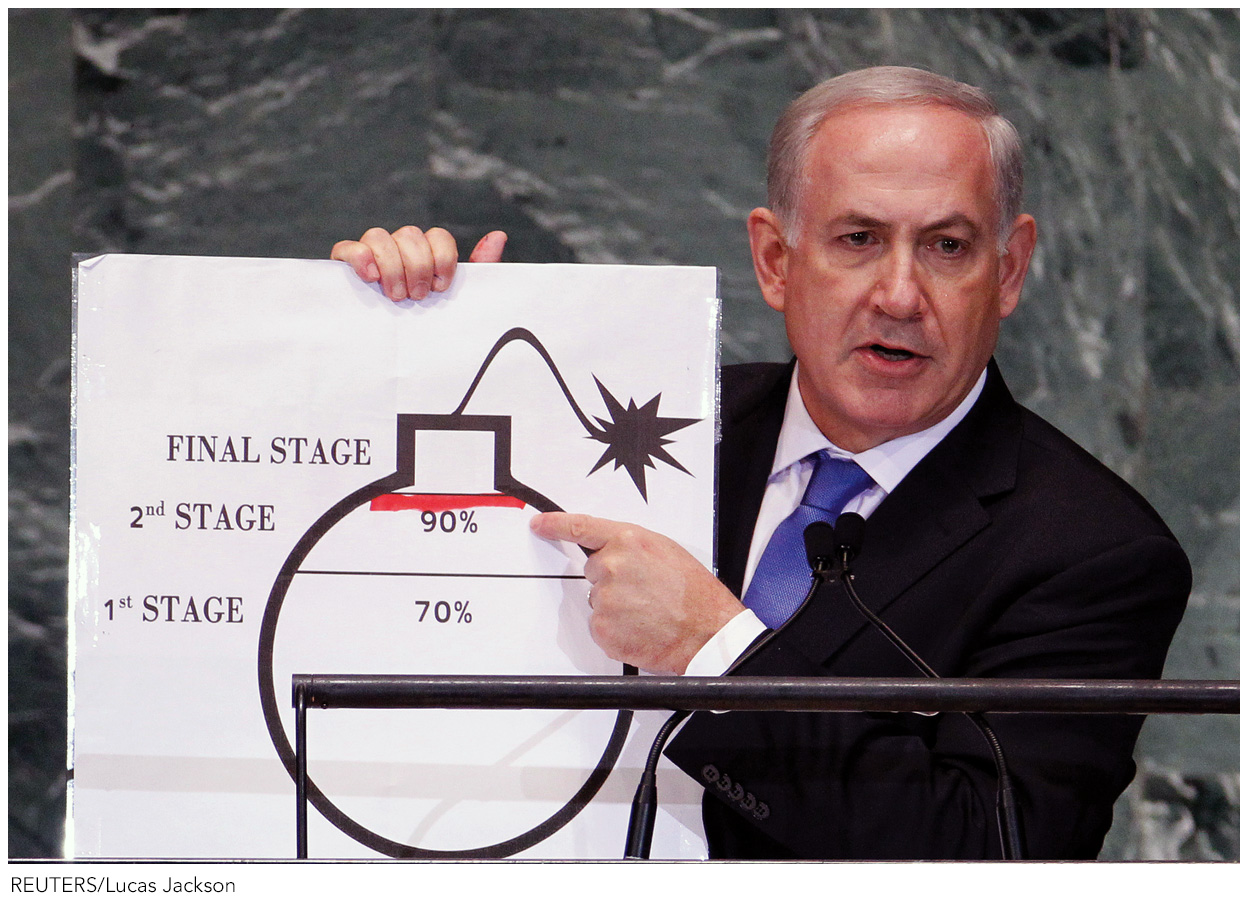 FINAL STAGE
2nd STAGE
90%
1st STAGE
70%
REUTERS/Lucas Jackson